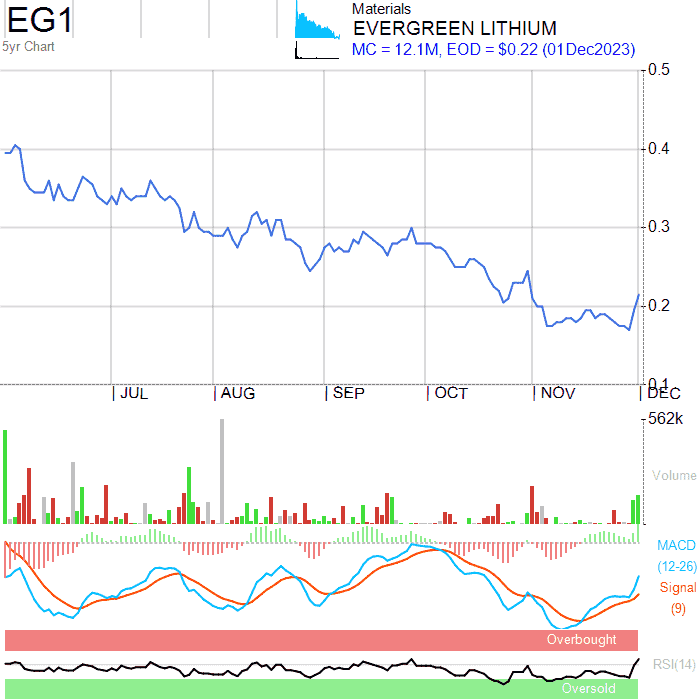 EG1
5yr Chart
Materials
EVERGREEN LITHIUM
MC = 12.1M, EOD = $0.22 (01Dec2023)
0.5
0.4
0.3
0.2
0.1
JUL AUG SEP OCT NOV DEC
562k
Volume
MACD
(12-26)
Signal
(9)
Overbought
RSI(14)
Oversold